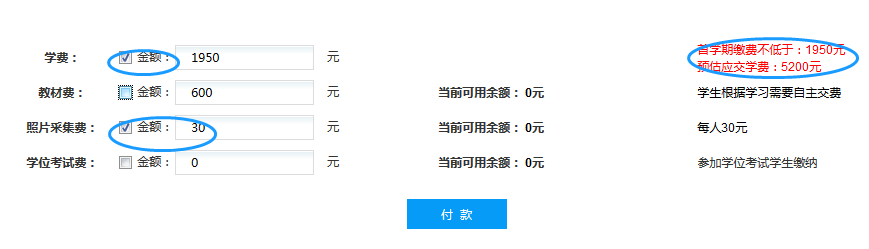 首学期缴费不低于：1950元
学费： 金额： 1950 元
预估应交学费：5200元
教材费： 金额： 600 元 当前可用余额： 0元 学生根据学习需要自主交费
照片采集费： 金额： 30 元 当前可用余额： 0元 每人30元
学位考试费： 金额： 0 元 当前可用余额： 0元 参加学位考试学生缴纳
付 款